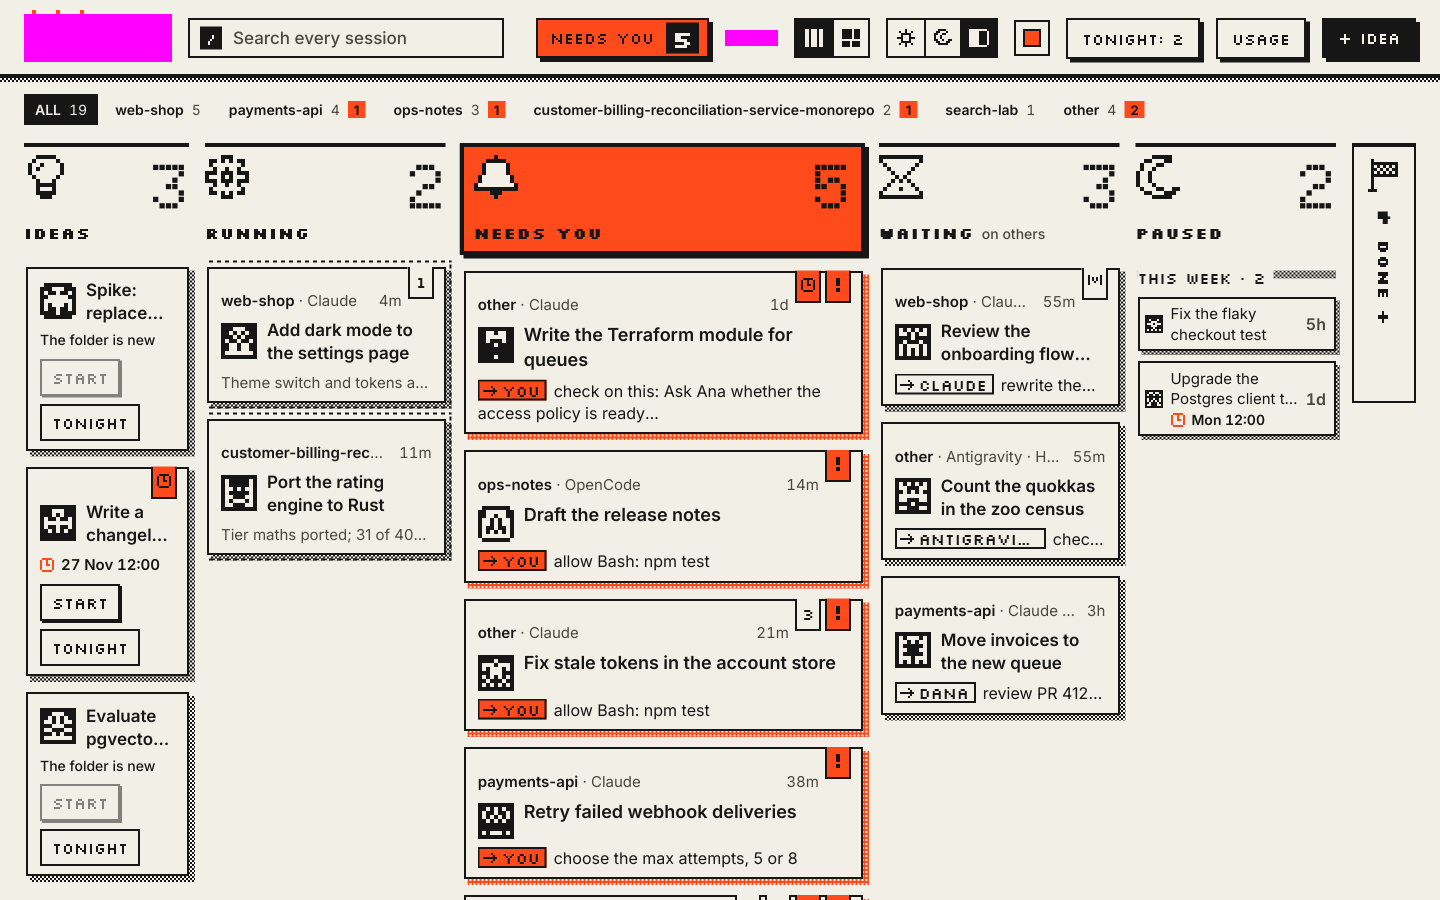 / Search every session
NEEDS YOU 5
TONIGHT: 2
USAGE
+ IDEA
ALL 19
web-shop 5
payments-api 4 1
ops-notes 3 1
customer-billing-reconciliation-service-monorepo 2 1
search-lab 1
other 4 2
3
IDEAS
Spike:
replace...
The folder is new
START
TONIGHT
Write a
changel...
27 Nov 12:00
START
TONIGHT
Evaluate
pgvecto...
The folder is new
START
TONIGHT
2
RUNNING
1
web-shop · Claude 4m
Add dark mode to
the settings page
Theme switch and tokens a...
customer-billing-rec... 11m
Port the rating
engine to Rust
Tier maths ported; 31 of 40...
5
NEEDS YOU
!
other · Claude 1d
Write the Terraform module for
queues
→ YOU check on this: Ask Ana whether the
access policy is ready...
!
ops-notes · OpenCode 14m
Draft the release notes
→ YOU allow Bash: npm test
3 !
other · Claude 21m
Fix stale tokens in the account store
→ YOU allow Bash: npm test
!
payments-api · Claude 38m
Retry failed webhook deliveries
→ YOU choose the max attempts, 5 or 8
3
WAITING on others
web-shop · Clau... 55m
Review the
onboarding flow...
→ CLAUDE rewrite the...
other · Antigravity · H... 55m
Count the quokkas
in the zoo census
→ ANTIGRAVI... chec...
payments-api · Claude ... 3h
Move invoices to
the new queue
→ DANA review PR 412...
2
PAUSED
THIS WEEK · 2
Fix the flaky
checkout test
5h
Upgrade the
Postgres client t... 1d
Mon 12:00
4 DONE +